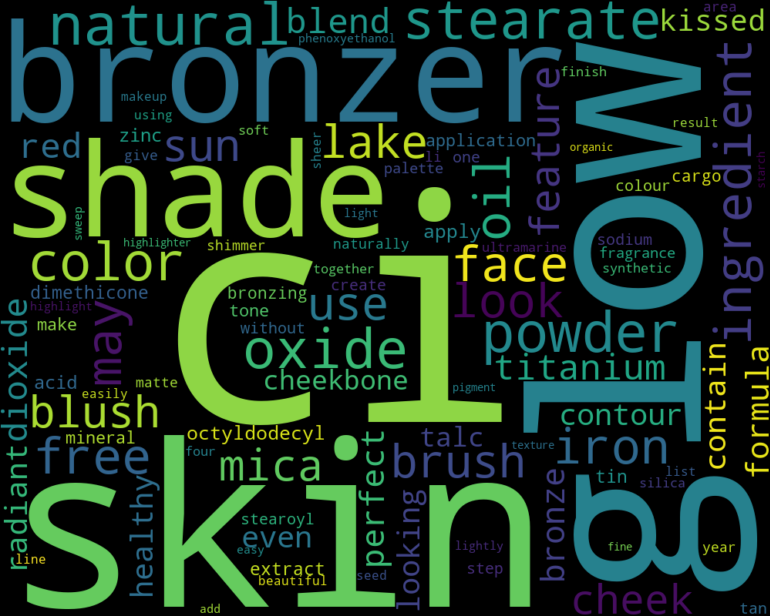 area
natural
blend
stearate
kissed
phenoxyethanol
bronzer
finish
makeup
using
zinc
give
soft
red
sun
sheer
lake
application
li one
palette
oil
feature
organic
result
cargo
colour
ingredient
starch
shade
sweep
light
apply
highlighter
shimmer
naturally
ultramarine
sodium
fragrance
synthetic
glow
color
ci
together
face
dimethicone
highlight
bronzing
create
use
look
tone
without
make
may
powder
oxide
titanium
dioxide
radiant
acid
matte
easily
cheekbone
pigment
contour
contain
formula
blush
mineral
octyldodecyl
talc
texture
iron
free
four
mica
perfect
brush
tin
list
silica
bronze
skin
healthy
stearoyl
even
easy
looking
lightly
step
line
extract
beautiful
seed
fine
year
cheek
add
tan